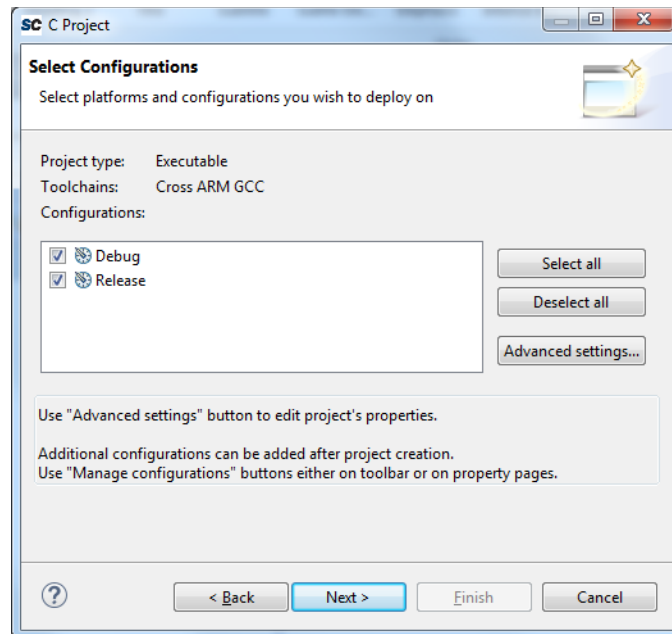 SC C Project
Select Configurations
Select platforms and configurations you wish to deploy on
Project type: Executable
Toolchains: Cross ARM GCC
Configurations:
Debug
Release
Select all
Deselect all
Advanced settings...
Use "Advanced settings" button to edit project's properties.
Additional configurations can be added after project creation.
Use "Manage configurations" buttons either on toolbar or on property pages.
?
< Back
Next >
Finish
Cancel